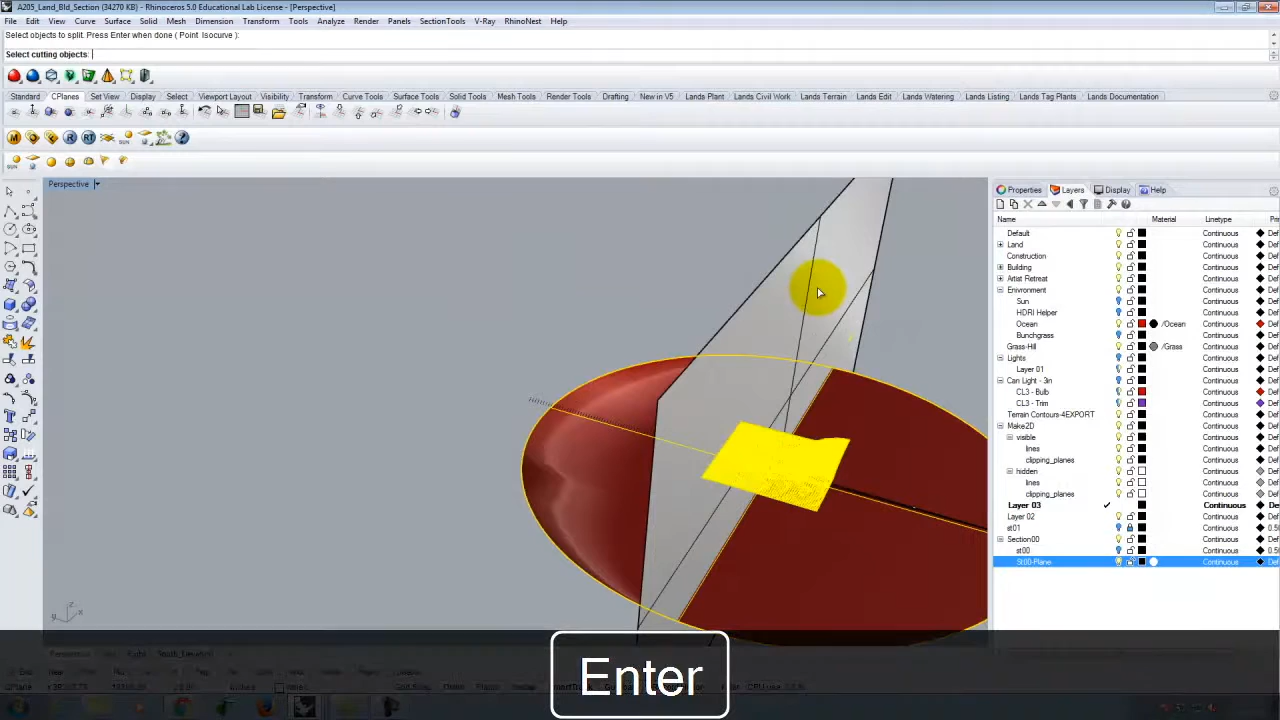 A205_Land_Bld_Section (34270 KB) - Rhinoceros 5.0 Educational Lab License - [Perspective]
File Edit View Curve Surface Solid Mesh Dimension Transform Tools Analyze Render Panels SectionTools V-Ray RhinoNest Help
Select objects to split. Press Enter when done ( Point Isocurve ):
Select cutting objects:
Standard CPlanes Set View Display Select Viewport Layout Visibility Transform Curve Tools Surface Tools Solid Tools Mesh Tools Render Tools Drafting New in V5 Lands Plant Lands Civil Work Lands Terrain Lands Edit Lands Watering Lands Listing Lands Tag Plants Lands Documentation
Perspective
Properties Layers Display Help
Name Material Linetype
Default Continuous
Land Continuous
Construction Continuous
Building Continuous
Artist Retreat Continuous
Enivronment Continuous
Sun Continuous
HDRI Helper Continuous
Ocean /Ocean Continuous
Bunchgrass Continuous
Grass-Hill /Grass Continuous
Lights Continuous
Layer 01 Continuous
Can Light - 3in Continuous
CL3 - Bulb Continuous
CL3 - Trim Continuous
Terrain Contours-4EXPORT Continuous
Make2D Continuous
visible Continuous
lines Continuous
clipping_planes Continuous
hidden Continuous
lines Continuous
clipping_planes Continuous
Layer 03 Continuous
Layer 02 Continuous
st01 Continuous
Section00 Continuous
st00 Continuous
St00-Plane Continuous
z
y x
Enter